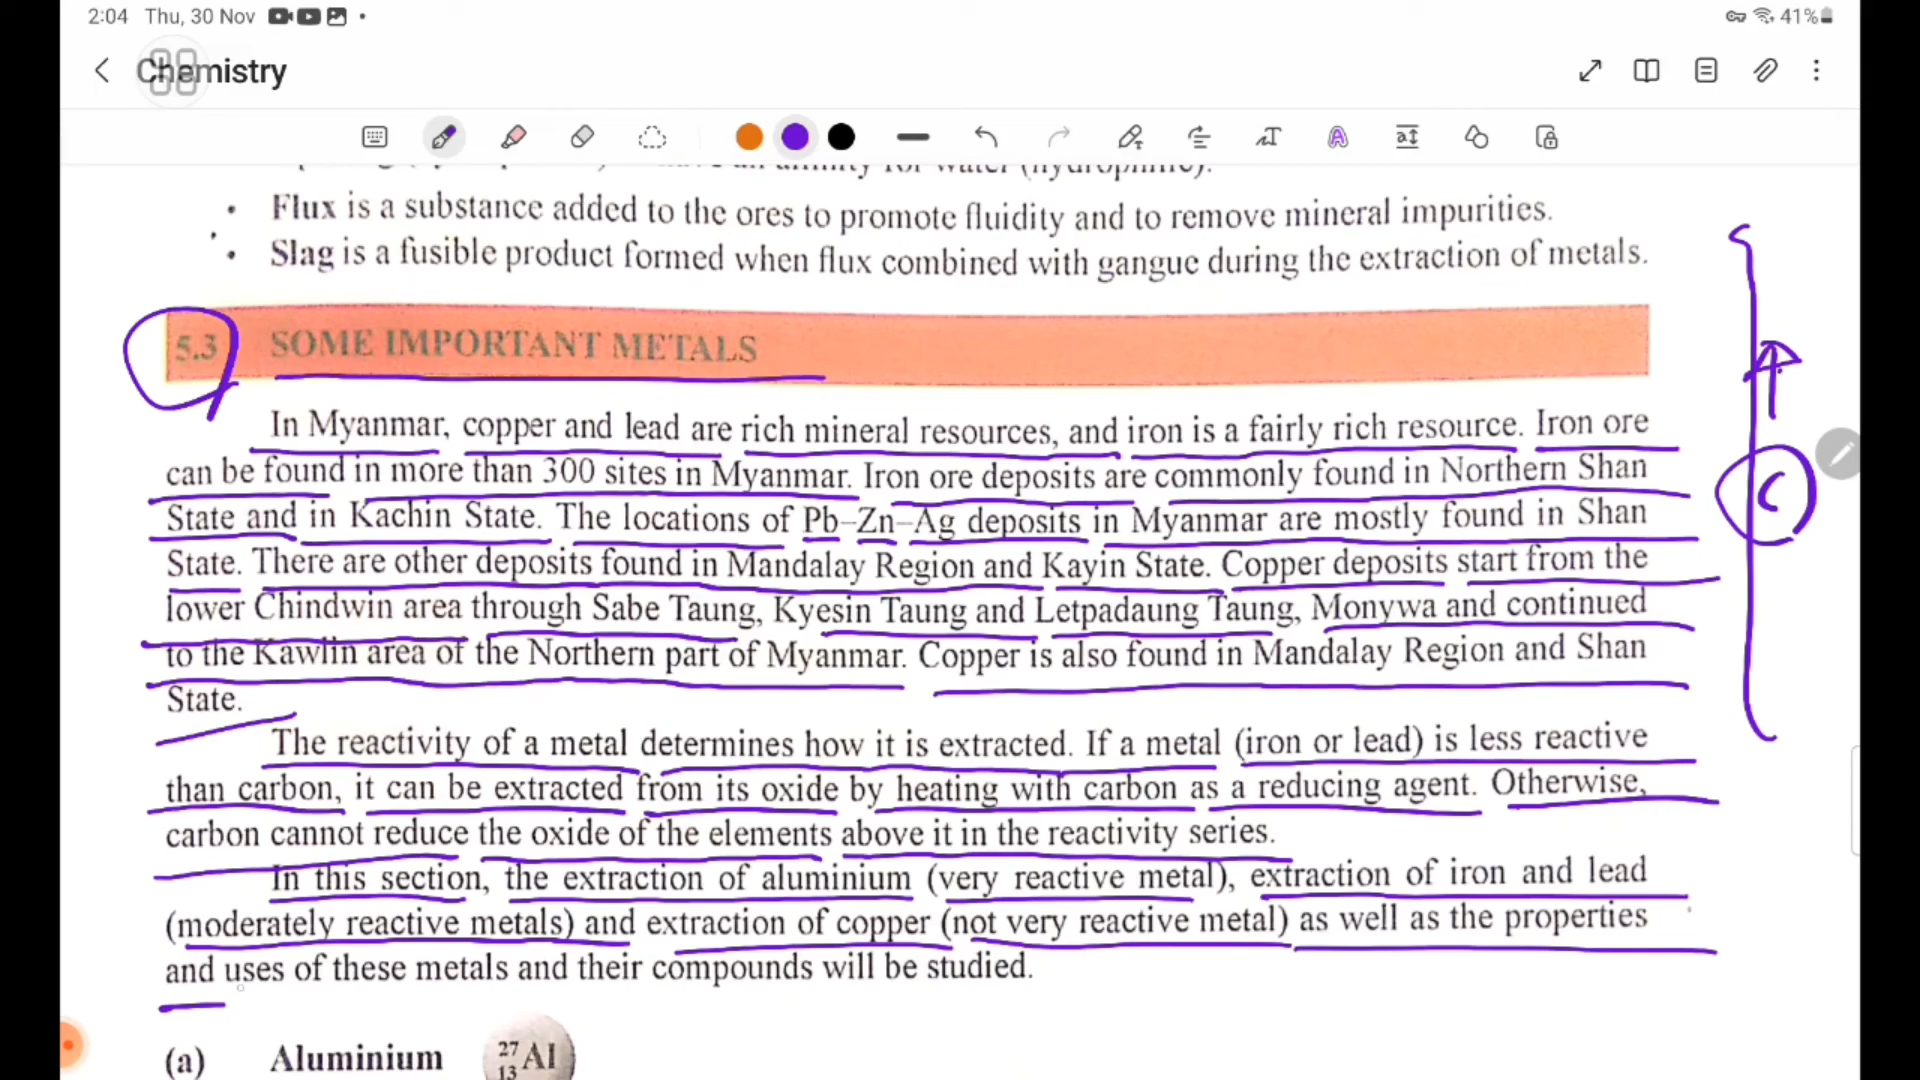 2:04 Thu, 30 Nov
41%
Chemistry
affinity for water (hydrophilic).
• Flux is a substance added to the ores to promote fluidity and to remove mineral impurities.
• Slag is a fusible product formed when flux combined with gangue during the extraction of metals.
5.3 SOME IMPORTANT METALS
In Myanmar, copper and lead are rich mineral resources, and iron is a fairly rich resource. Iron ore
can be found in more than 300 sites in Myanmar. Iron ore deposits are commonly found in Northern Shan
State and in Kachin State. The locations of Pb–Zn–Ag deposits in Myanmar are mostly found in Shan
State. There are other deposits found in Mandalay Region and Kayin State. Copper deposits start from the
lower Chindwin area through Sabe Taung, Kyesin Taung and Letpadaung Taung, Monywa and continued
to the Kawlin area of the Northern part of Myanmar. Copper is also found in Mandalay Region and Shan
State.
The reactivity of a metal determines how it is extracted. If a metal (iron or lead) is less reactive
than carbon, it can be extracted from its oxide by heating with carbon as a reducing agent. Otherwise,
carbon cannot reduce the oxide of the elements above it in the reactivity series.
In this section, the extraction of aluminium (very reactive metal), extraction of iron and lead
(moderately reactive metals) and extraction of copper (not very reactive metal) as well as the properties
and uses of these metals and their compounds will be studied.
(a) Aluminium 27 13 Al
C